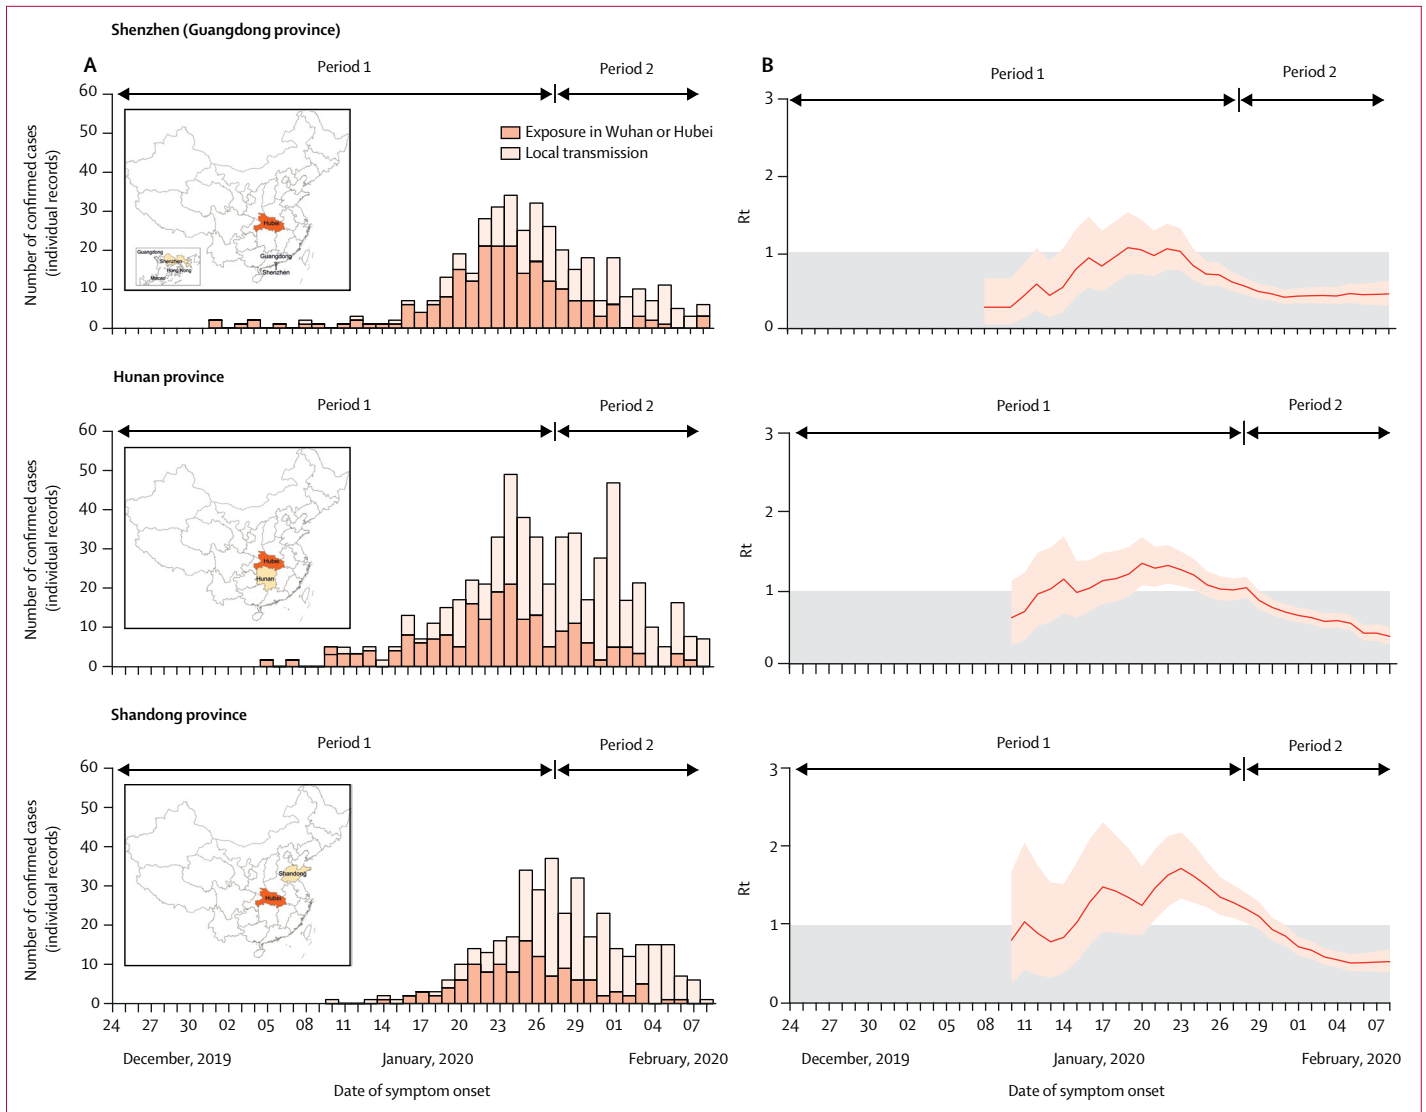 Shenzhen (Guangdong province)
A
Period 1
Period 2
60
50
40
30
20
10
0
Number of confirmed cases
(individual records)
Exposure in Wuhan or Hubei
Local transmission
Hubei
Guangdong
Shenzhen
Guangdong
Shenzhen
Hong Kong
Macao
B
Period 1
Period 2
3
2
1
0
Rt
Hunan province
Period 1
Period 2
60
50
40
30
20
10
0
Number of confirmed cases
(individual records)
Hubei
Hunan
Period 1
Period 2
3
2
1
0
Rt
Shandong province
Period 1
Period 2
60
50
40
30
20
10
0
Number of confirmed cases
(individual records)
Shandong
Hubei
24 27 30 02 05 08 11 14 17 20 23 26 29 01 04 07
December, 2019 January, 2020 February, 2020
Date of symptom onset
Period 1
Period 2
3
2
1
0
Rt
24 27 30 02 05 08 11 14 17 20 23 26 29 01 04 07
December, 2019 January, 2020 February, 2020
Date of symptom onset